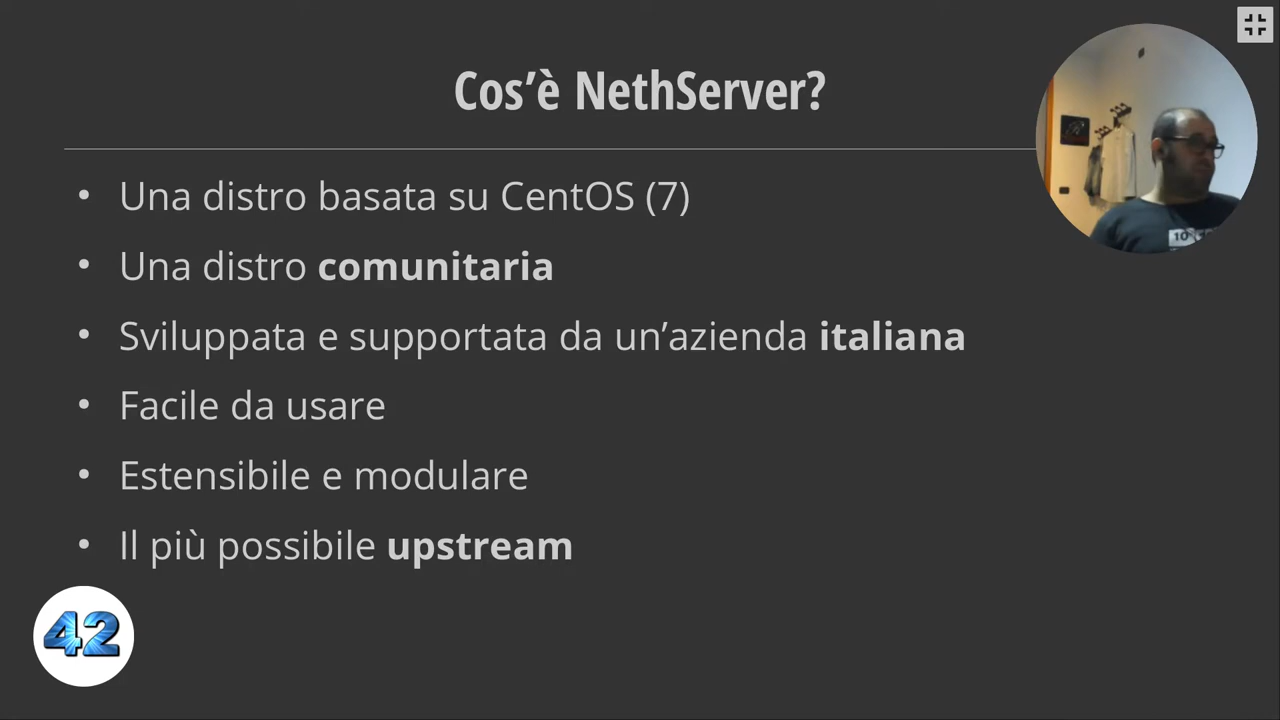 Cos’è NethServer?
• Una distro basata su CentOS (7)
• Una distro comunitaria
• Sviluppata e supportata da un’azienda italiana
• Facile da usare
• Estensibile e modulare
• Il più possibile upstream
42